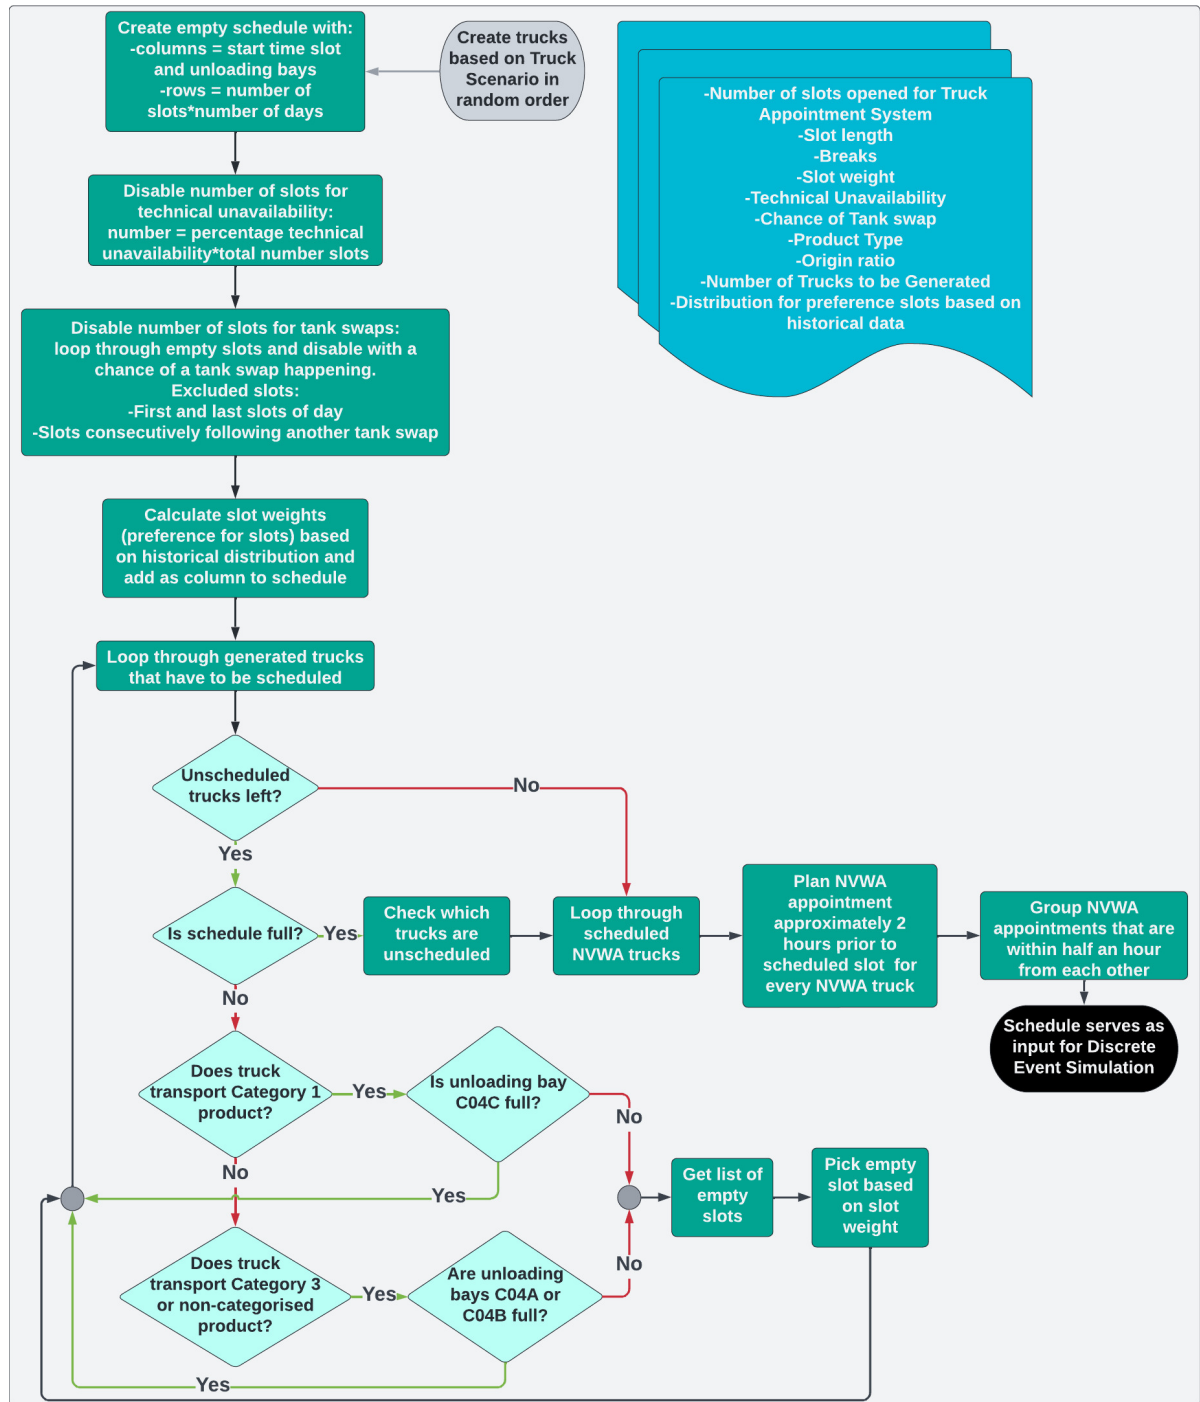 Create empty schedule with:
-columns = start time slot
and unloading bays
-rows = number of
slots*number of days
Create trucks
based on Truck
Scenario in
random order
-Number of slots opened for Truck
Appointment System
-Slot length
-Breaks
-Slot weight
-Technical Unavailability
-Chance of Tank swap
-Product Type
-Origin ratio
-Number of Trucks to be Generated
-Distribution for preference slots based on
historical data
Disable number of slots for
technical unavailability:
number = percentage technical
unavailability*total number slots
Disable number of slots for tank swaps:
loop through empty slots and disable with a
chance of a tank swap happening.
Excluded slots:
-First and last slots of day
-Slots consecutively following another tank swap
Calculate slot weights
(preference for slots) based
on historical distribution and
add as column to schedule
Loop through generated trucks
that have to be scheduled
Unscheduled
trucks left?
No
Yes
Is schedule full?
Yes
Check which
trucks are
unscheduled
Loop through
scheduled
NVWA trucks
Plan NVWA
appointment
approximately 2
hours prior to
scheduled slot for
every NVWA truck
Group NVWA
appointments that are
within half an hour
from each other
Schedule serves as
input for Discrete
Event Simulation
No
Does truck
transport Category 1
product?
Yes
Is unloading bay
C04C full?
No
Yes
No
Get list of
empty
slots
Pick empty
slot based
on slot
weight
Does truck
transport Category 3
or non-categorised
product?
Yes
Are unloading
bays C04A or
C04B full?
No
Yes